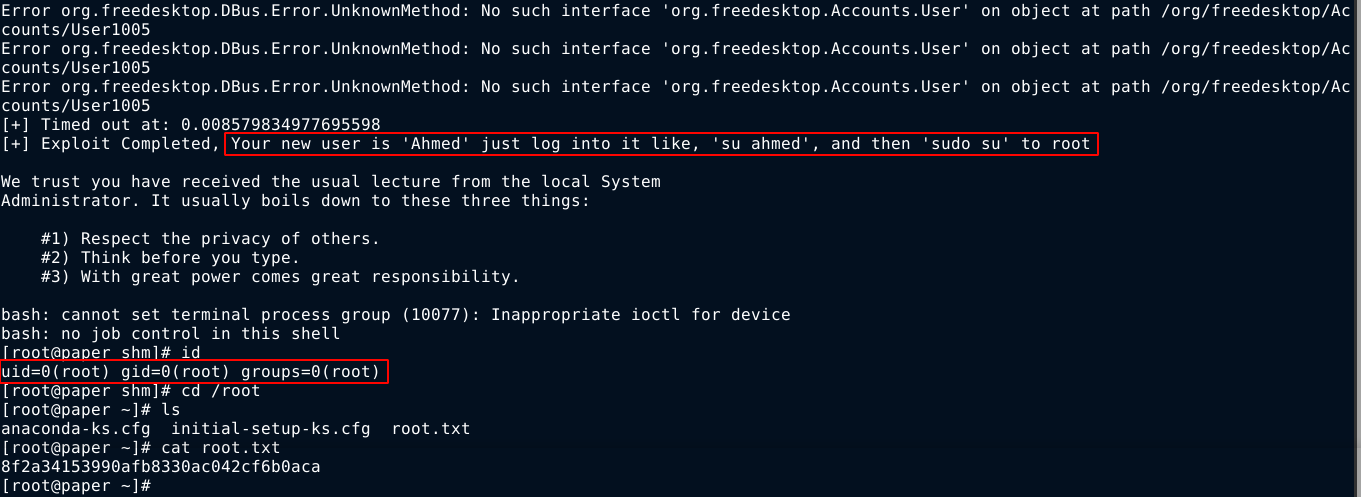 Error org.freedesktop.DBus.Error.UnknownMethod: No such interface 'org.freedesktop.Accounts.User' on object at path /org/freedesktop/Ac
counts/User1005
Error org.freedesktop.DBus.Error.UnknownMethod: No such interface 'org.freedesktop.Accounts.User' on object at path /org/freedesktop/Ac
counts/User1005
Error org.freedesktop.DBus.Error.UnknownMethod: No such interface 'org.freedesktop.Accounts.User' on object at path /org/freedesktop/Ac
counts/User1005
[+] Timed out at: 0.008579834977695598
[+] Exploit Completed, Your new user is 'Ahmed' just log into it like, 'su ahmed', and then 'sudo su' to root
We trust you have received the usual lecture from the local System
Administrator. It usually boils down to these three things:
#1) Respect the privacy of others.
#2) Think before you type.
#3) With great power comes great responsibility.
bash: cannot set terminal process group (10077): Inappropriate ioctl for device
bash: no job control in this shell
[root@paper shm]# id
uid=0(root) gid=0(root) groups=0(root)
[root@paper shm]# cd /root
[root@paper ~]# ls
anaconda-ks.cfg  initial-setup-ks.cfg  root.txt
[root@paper ~]# cat root.txt
8f2a34153990afb8330ac042cf6b0aca
[root@paper ~]#